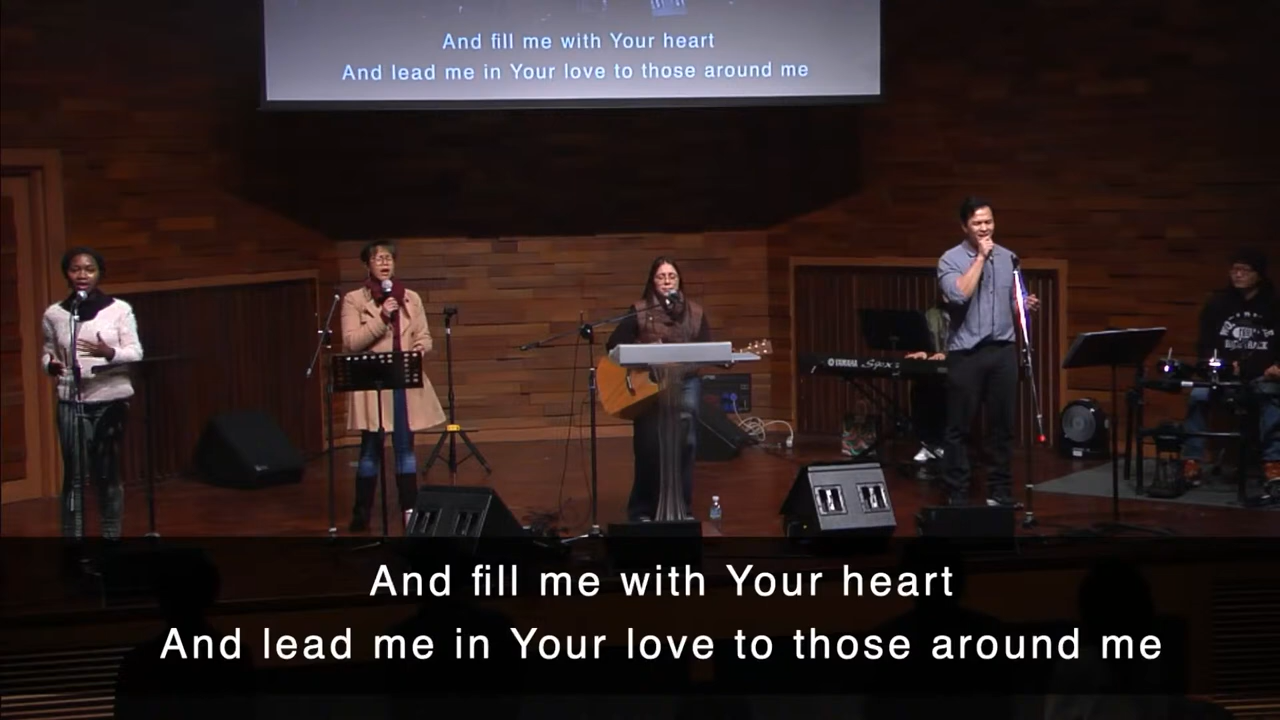 And fill me with Your heart
And lead me in Your love to those around me
YAMAHA
And fill me with Your heart
And lead me in Your love to those around me